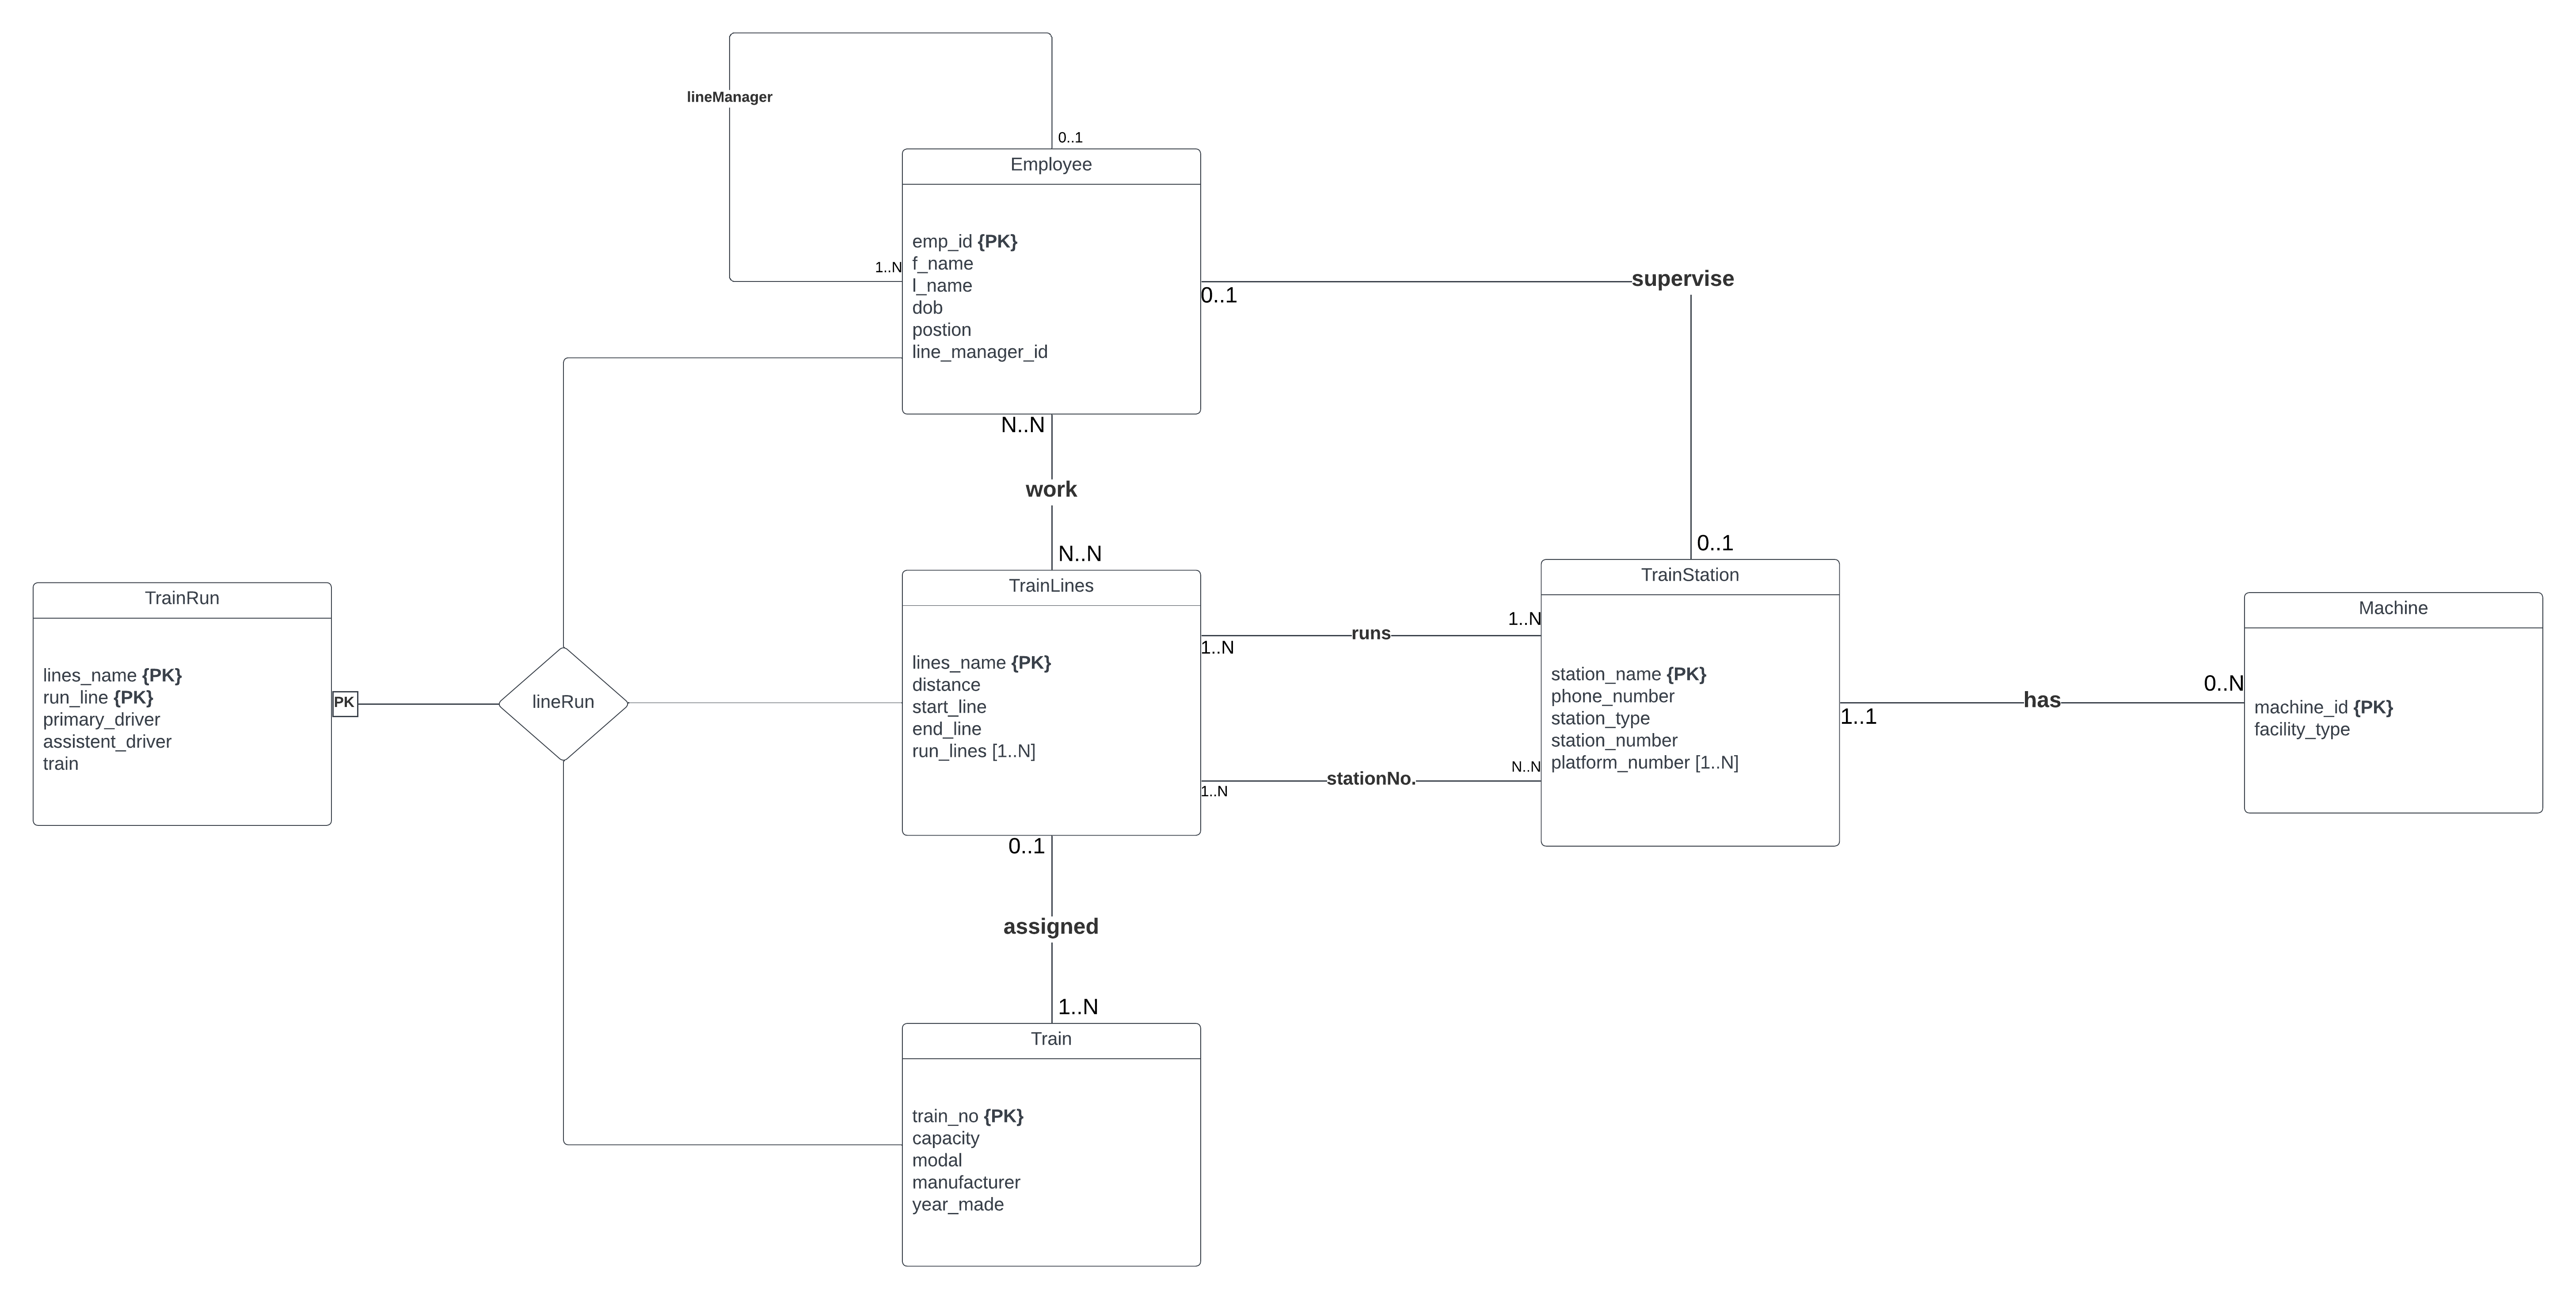 lineManager
0..1
Employee
1..N
emp_id {PK}
f_name
l_name
dob
postion
line_manager_id
0..1
supervise
N..N
work
N..N
0..1
TrainRun
lines_name {PK}
run_line {PK}
primary_driver
assistent_driver
train
PK
lineRun
TrainLines
lines_name {PK}
distance
start_line
end_line
run_lines [1..N]
1..N
runs
1..N
1..N
stationNo.
N..N
TrainStation
station_name {PK}
phone_number
station_type
station_number
platform_number [1..N]
1..1
has
0..N
Machine
machine_id {PK}
facility_type
0..1
assigned
1..N
Train
train_no {PK}
capacity
modal
manufacturer
year_made